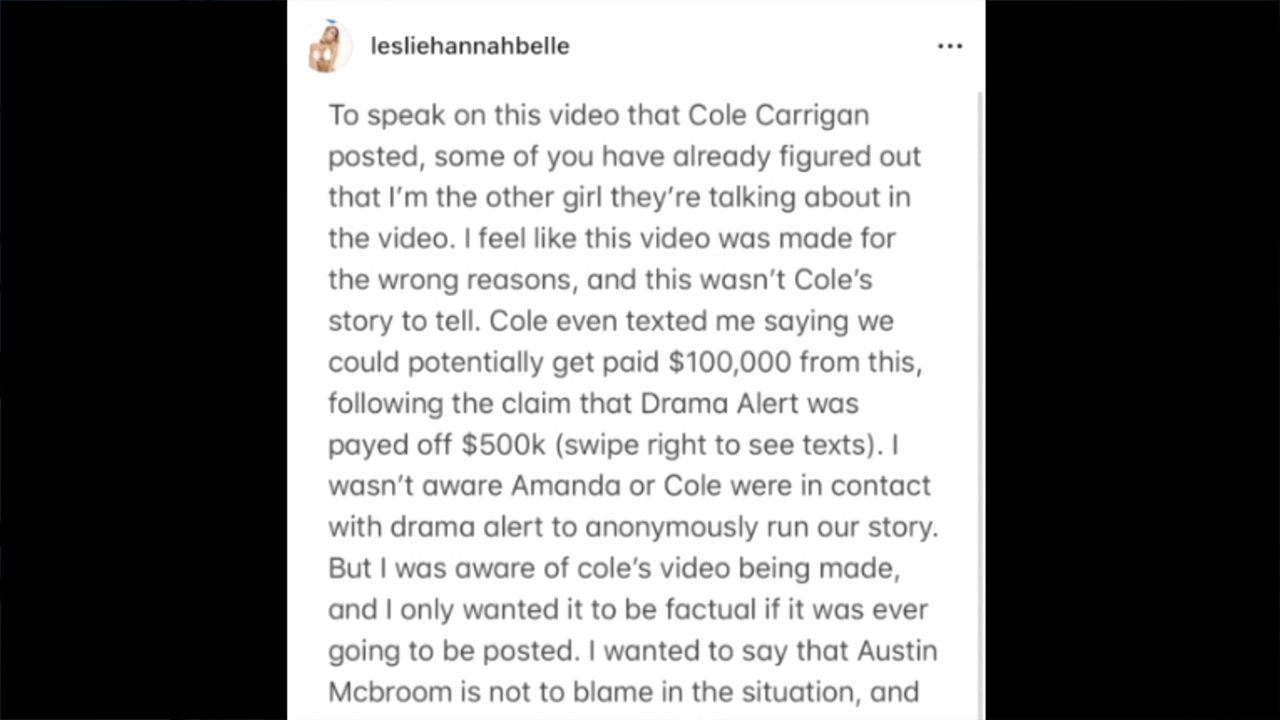 lesliehannahbelle
To speak on this video that Cole Carrigan
posted, some of you have already figured out
that I’m the other girl they’re talking about in
the video. I feel like this video was made for
the wrong reasons, and this wasn’t Cole’s
story to tell. Cole even texted me saying we
could potentially get paid $100,000 from this,
following the claim that Drama Alert was
payed off $500k (swipe right to see texts). I
wasn’t aware Amanda or Cole were in contact
with drama alert to anonymously run our story.
But I was aware of cole’s video being made,
and I only wanted it to be factual if it was ever
going to be posted. I wanted to say that Austin
Mcbroom is not to blame in the situation, and